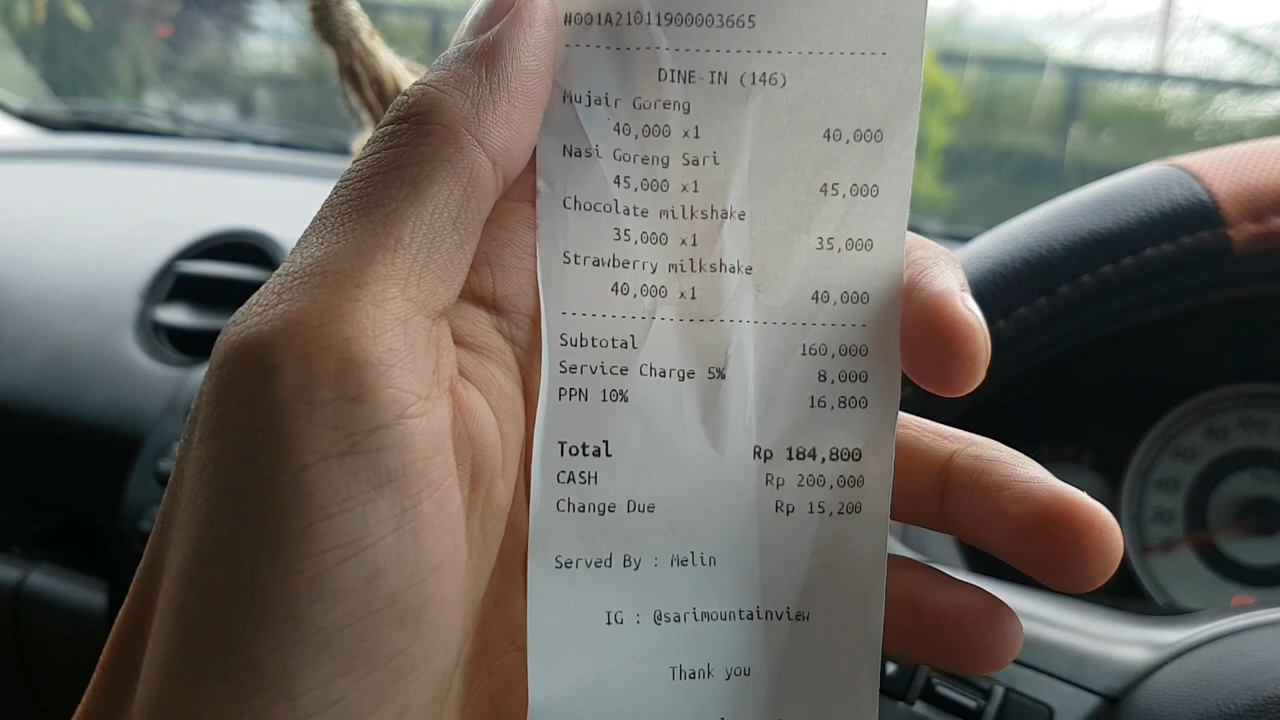 #001A21011900003665
DINE-IN (146)
Mujair Goreng
40,000 x1 40,000
Nasi Goreng Sari
45,000 x1 45,000
Chocolate milkshake
35,000 x1 35,000
Strawberry milkshake
40,000 x1 40,000
Subtotal 160,000
Service Charge 5% 8,000
PPN 10% 16,800
Total Rp 184,800
CASH Rp 200,000
Change Due Rp 15,200
Served By : Melin
IG : @sarimountainview
Thank you